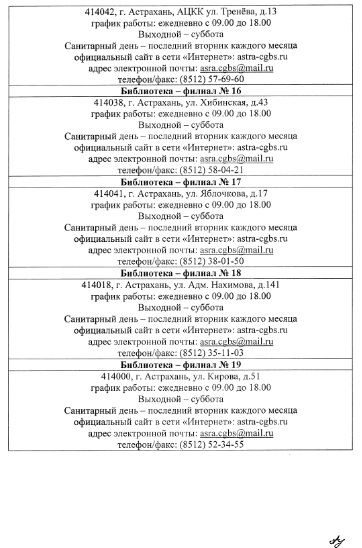 414042, г. Астрахань, АЦКК ул. Тренёва, д.13
график работы: ежедневно с 09.00 до 18.00
Выходной – суббота
Санитарный день – последний вторник каждого месяца
официальный сайт в сети «Интернет»: astra-cgbs.ru
адрес электронной почты: asra.cgbs@mail.ru
телефон/факс: (8512) 57-69-60
Библиотека – филиал № 16
414038, г. Астрахань, ул. Хибинская, д.43
график работы: ежедневно с 09.00 до 18.00
Выходной – суббота
Санитарный день – последний вторник каждого месяца
официальный сайт в сети «Интернет»: astra-cgbs.ru
адрес электронной почты: asra.cgbs@mail.ru
телефон/факс: (8512) 58-04-21
Библиотека – филиал № 17
414041, г. Астрахань, ул. Яблочкова, д.17
график работы: ежедневно с 09.00 до 18.00
Выходной – суббота
Санитарный день – последний вторник каждого месяца
официальный сайт в сети «Интернет»: astra-cgbs.ru
адрес электронной почты: asra.cgbs@mail.ru
телефон/факс: (8512) 38-01-50
Библиотека – филиал № 18
414018, г. Астрахань, ул. Адм. Нахимова, д.141
график работы: ежедневно с 09.00 до 18.00
Выходной – суббота
Санитарный день – последний вторник каждого месяца
официальный сайт в сети «Интернет»: astra-cgbs.ru
адрес электронной почты: asra.cgbs@mail.ru
телефон/факс: (8512) 35-11-03
Библиотека – филиал № 19
414000, г. Астрахань, ул. Кирова, д.51
график работы: ежедневно с 09.00 до 18.00
Выходной – суббота
Санитарный день – последний вторник каждого месяца
официальный сайт в сети «Интернет»: astra-cgbs.ru
адрес электронной почты: asra.cgbs@mail.ru
телефон/факс: (8512) 52-34-55